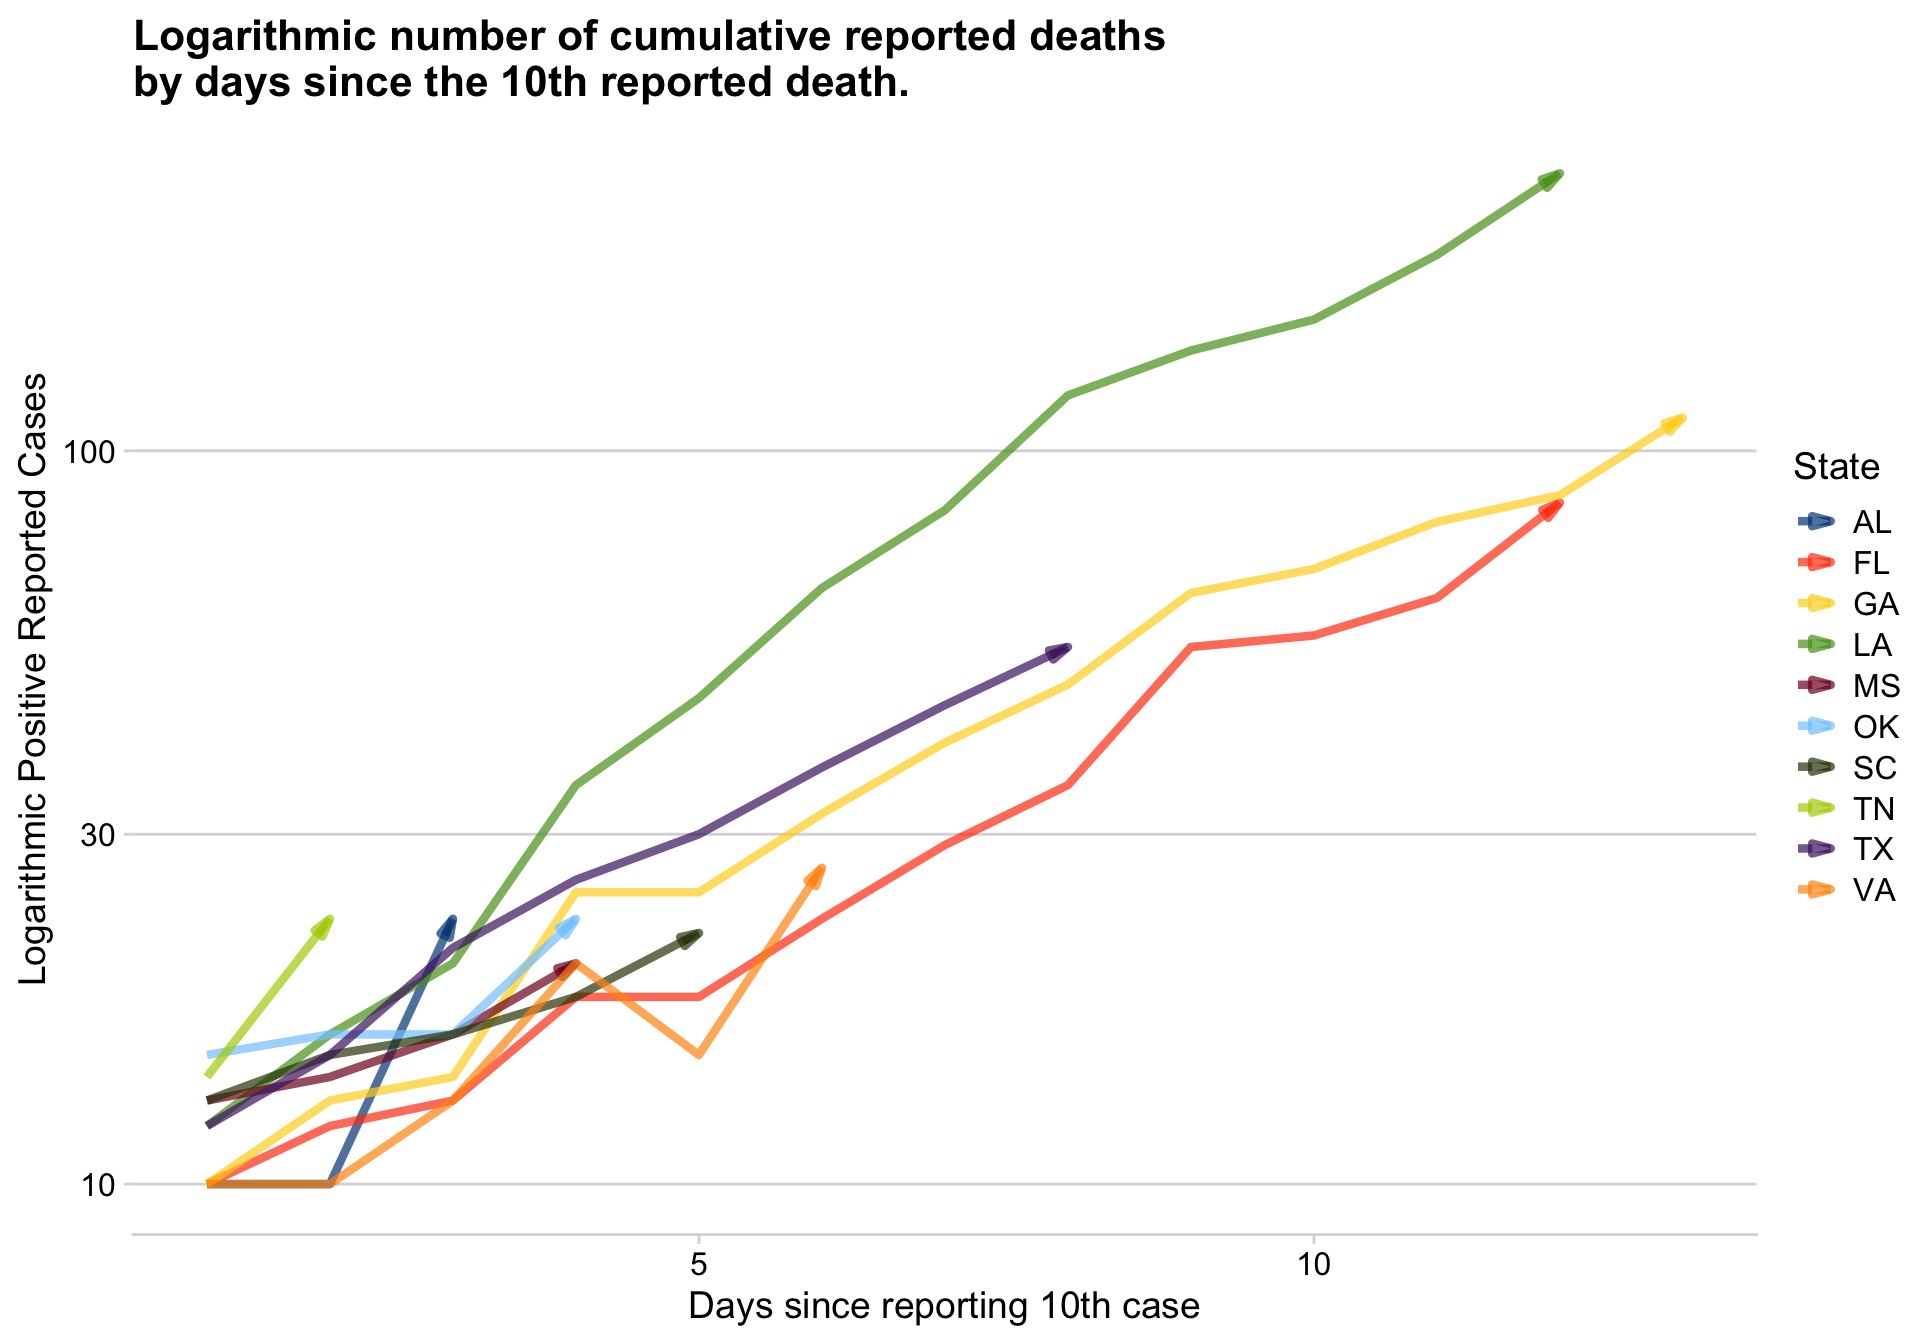 Logarithmic number of cumulative reported deaths
by days since the 10th reported death.
Logarithmic Positive Reported Cases
100
30
10
5
10
Days since reporting 10th case
State
AL
FL
GA
LA
MS
OK
SC
TN
TX
VA